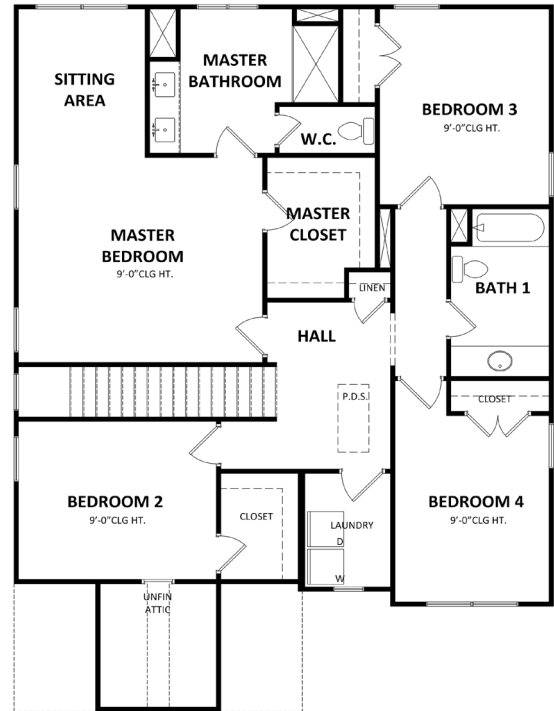 SITTING
AREA
MASTER
BATHROOM
W.C.
BEDROOM 3
9'-0"CLG HT.
MASTER
BEDROOM
9'-0"CLG HT.
MASTER
CLOSET
LINEN
BATH 1
HALL
P.D.S.
CLOSET
BEDROOM 2
9'-0"CLG HT.
CLOSET
LAUNDRY
D
W
BEDROOM 4
9'-0"CLG HT.
UNFIN
ATTIC